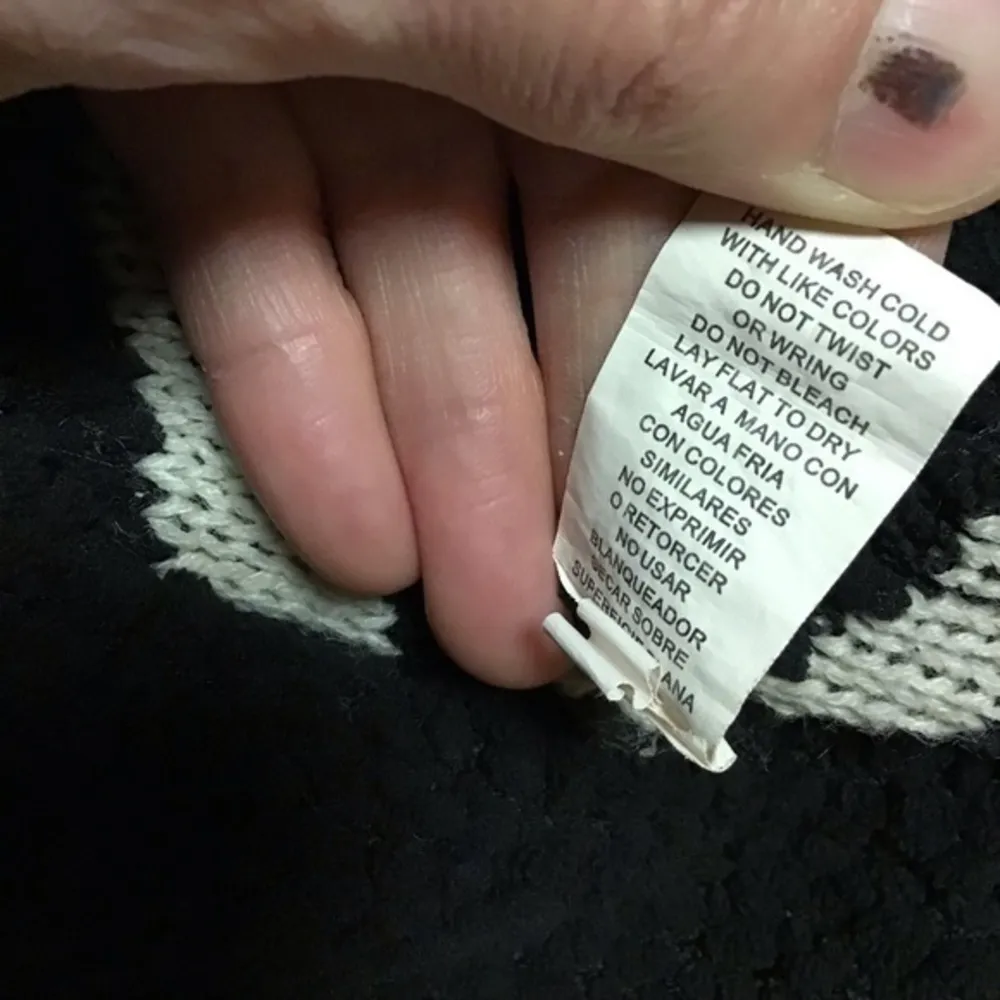 HAND WASH COLD
WITH LIKE COLORS
DO NOT TWIST
OR WRING
DO NOT BLEACH
LAY FLAT TO DRY
LAVAR A MANO CON
AGUA FRIA
CON COLORES
SIMILARES
NO EXPRIMIR
O RETORCER
NO USAR
BLANQUEADOR
SECAR SOBRE